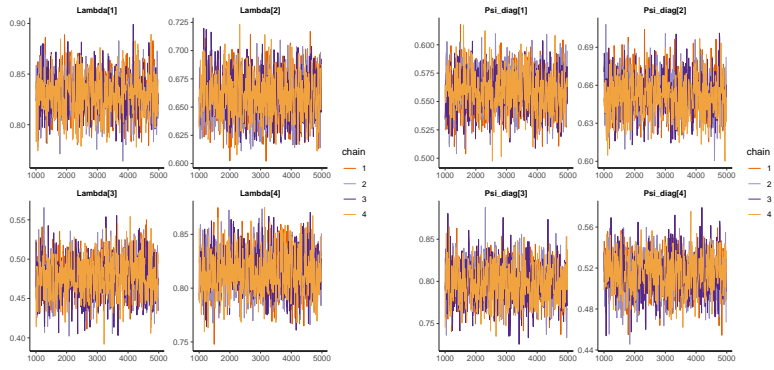 Lambda[1]
0.90
0.85
0.80
1000 2000 3000 4000 5000
Lambda[2]
0.725
0.700
0.675
0.650
0.625
0.600
1000 2000 3000 4000 5000
Lambda[3]
0.55
0.50
0.45
0.40
1000 2000 3000 4000 5000
Lambda[4]
0.85
0.80
0.75
1000 2000 3000 4000 5000
chain
1
2
3
4
Psi_diag[1]
0.600
0.575
0.550
0.525
0.500
1000 2000 3000 4000 5000
Psi_diag[2]
0.69
0.66
0.63
0.60
1000 2000 3000 4000 5000
Psi_diag[3]
0.85
0.80
0.75
1000 2000 3000 4000 5000
Psi_diag[4]
0.56
0.52
0.48
0.44
1000 2000 3000 4000 5000
chain
1
2
3
4